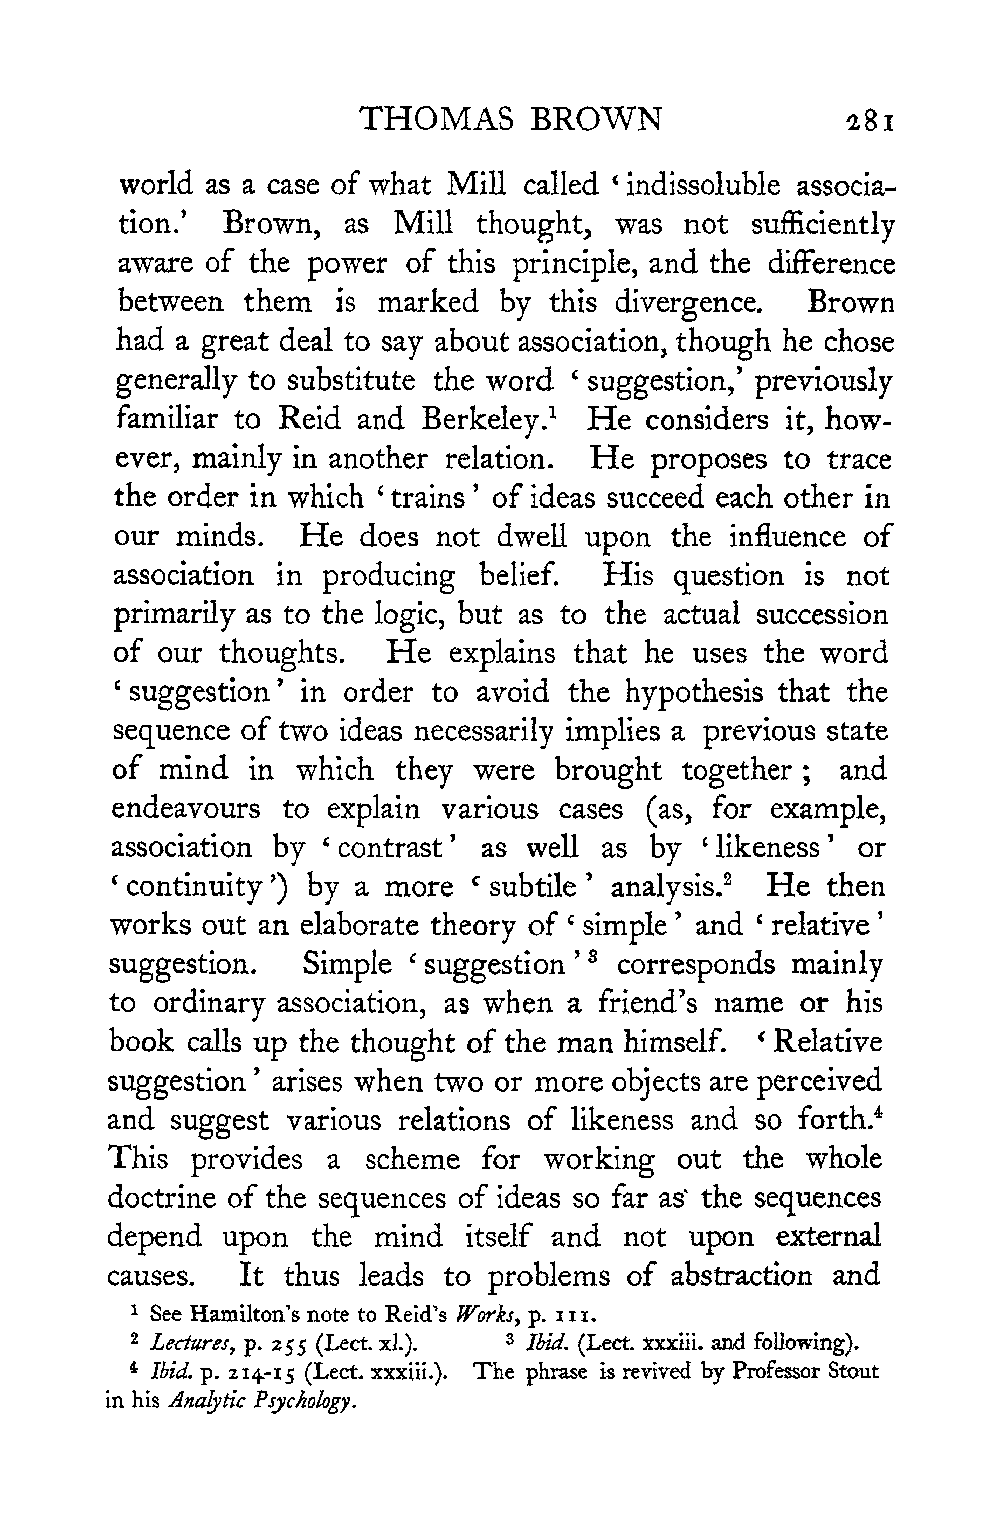 THOMAS BROWN 281
world as a case of what Mill called ‘indissoluble associa-
tion.’ Brown, as Mill thought, was not sufficiently
aware of the power of this principle, and the difference
between them is marked by this divergence. Brown
had a great deal to say about association, though he chose
generally to substitute the word ‘suggestion,’ previously
familiar to Reid and Berkeley.¹ He considers it, how-
ever, mainly in another relation. He proposes to trace
the order in which ‘trains’ of ideas succeed each other in
our minds. He does not dwell upon the influence of
association in producing belief. His question is not
primarily as to the logic, but as to the actual succession
of our thoughts. He explains that he uses the word
‘suggestion’ in order to avoid the hypothesis that the
sequence of two ideas necessarily implies a previous state
of mind in which they were brought together; and
endeavours to explain various cases (as, for example,
association by ‘contrast’ as well as by ‘likeness’ or
‘continuity’) by a more ‘subtile’ analysis.² He then
works out an elaborate theory of ‘simple’ and ‘relative’
suggestion. Simple ‘suggestion’³ corresponds mainly
to ordinary association, as when a friend’s name or his
book calls up the thought of the man himself. ‘Relative
suggestion’ arises when two or more objects are perceived
and suggest various relations of likeness and so forth.⁴
This provides a scheme for working out the whole
doctrine of the sequences of ideas so far as the sequences
depend upon the mind itself and not upon external
causes. It thus leads to problems of abstraction and
¹ See Hamilton’s note to Reid’s Works, p. 111.
² Lectures, p. 255 (Lect. xl.). ³ Ibid. (Lect. xxxiii. and following).
⁴ Ibid. p. 214-15 (Lect. xxxiii.). The phrase is revived by Professor Stout
in his Analytic Psychology.